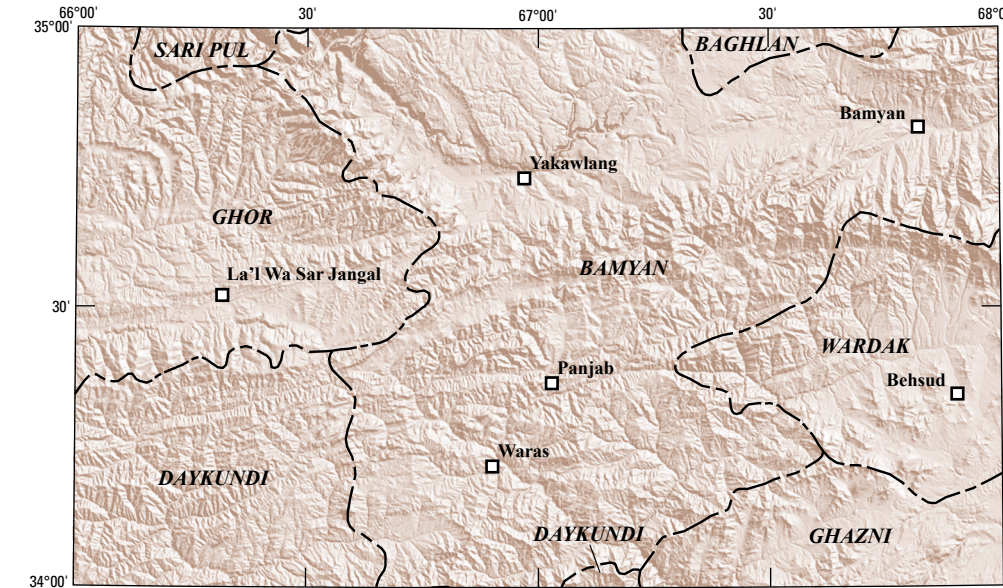 66°00'
30'
67°00'
30'
68°0
35°00'
SARI PUL
BAGHLAN
Bamyan
Yakawlang
GHOR
BAMYAN
La'l Wa Sar Jangal
30'
WARDAK
Panjab
Behsud
Waras
DAYKUNDI
DAYKUNDI
GHAZNI
34°00'